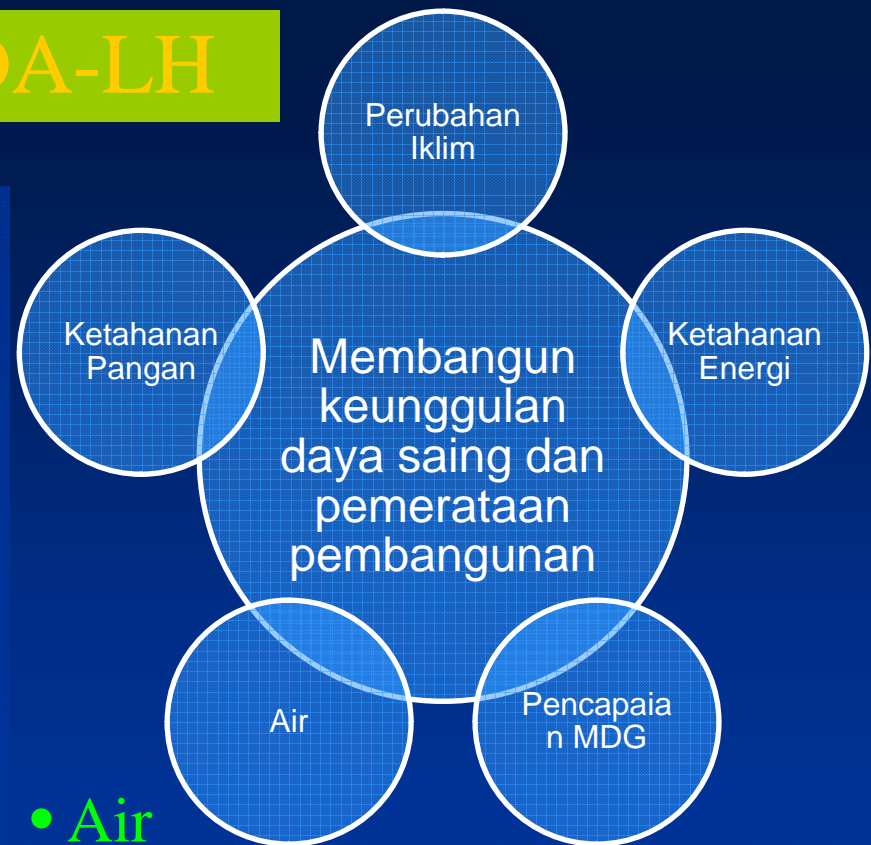 DA-LH
Perubahan
Iklim
Ketahanan
Pangan
Ketahanan
Energi
Membangun
keunggulan
daya saing dan
pemerataan
pembangunan
Air
Pencapaia
n MDG
• Air